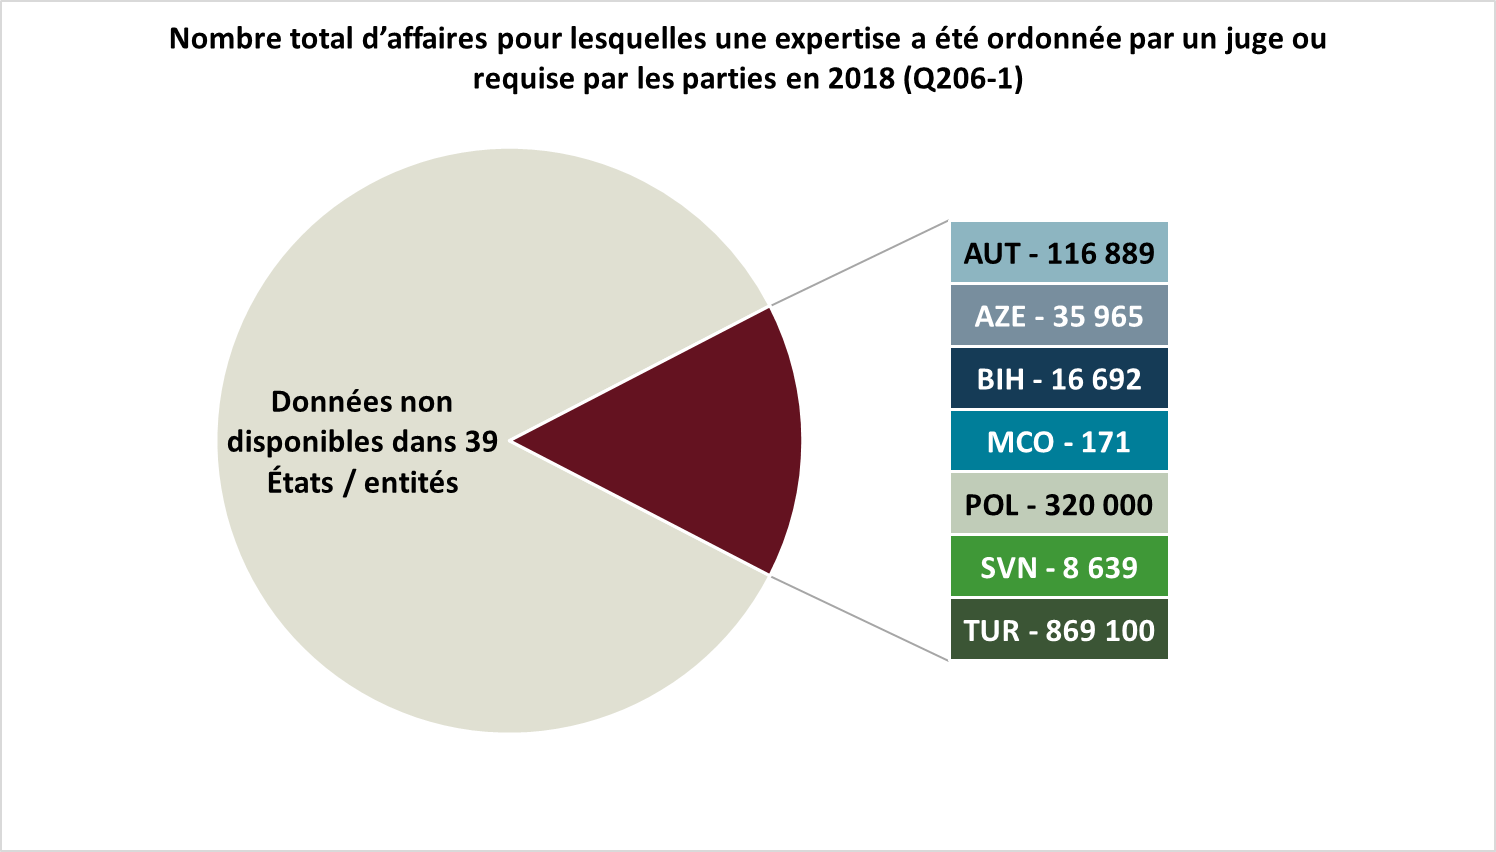 Nombre total d’affaires pour lesquelles une expertise a été ordonnée par un juge ou
requise par les parties en 2018 (Q206-1)
Données non
disponibles dans 39
États / entités
AUT - 116 889
AZE - 35 965
BIH - 16 692
MCO - 171
POL - 320 000
SVN - 8 639
TUR - 869 100